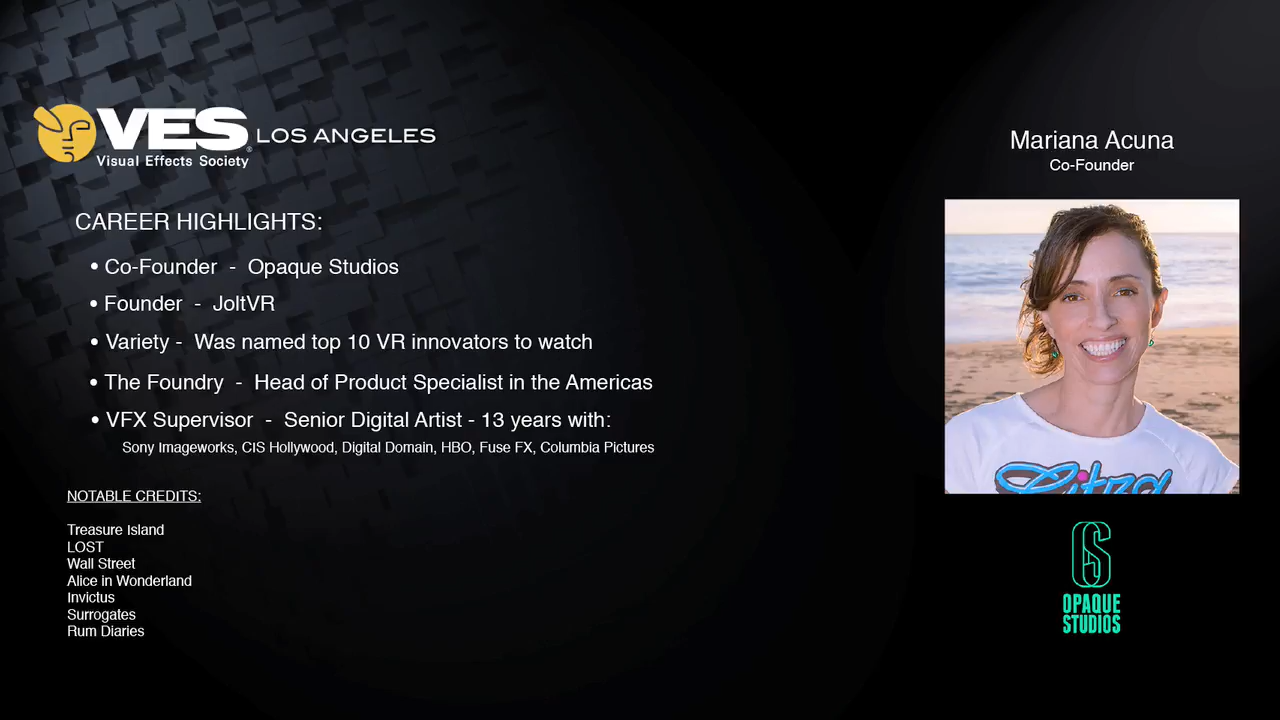 VES LOS ANGELES
Visual Effects Society
CAREER HIGHLIGHTS:
• Co-Founder - Opaque Studios
• Founder - JoltVR
• Variety - Was named top 10 VR innovators to watch
• The Foundry - Head of Product Specialist in the Americas
• VFX Supervisor - Senior Digital Artist - 13 years with:
Sony Imageworks, CIS Hollywood, Digital Domain, HBO, Fuse FX, Columbia Pictures
NOTABLE CREDITS:
Treasure Island
LOST
Wall Street
Alice in Wonderland
Invictus
Surrogates
Rum Diaries
Mariana Acuna
Co-Founder
OPAQUE
STUDIOS